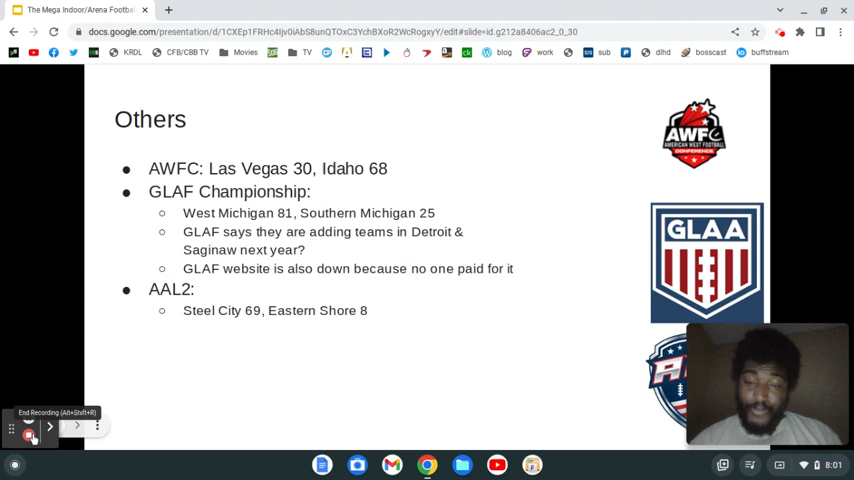 The Mega Indoor/Arena Footba
docs.google.com/presentation/d/1CXEp1FRHc4Ijv0iAbS8unQTOxC3YchBXoR2WcRogxyY/edit#slide=id.g212a8406ac2_0_30
KRDL
CFB/CBB TV
Movies
TV
blog
work
sub
dlhd
bosscast
buffstream
Others
AWFC
AMERICAN WEST FOOTBALL
CONFERENCE
● AWFC: Las Vegas 30, Idaho 68
● GLAF Championship:
○ West Michigan 81, Southern Michigan 25
○ GLAF says they are adding teams in Detroit &
Saginaw next year?
○ GLAF website is also down because no one paid for it
● AAL2:
○ Steel City 69, Eastern Shore 8
GLAA
End Recording (Alt+Shift+R)
8:01